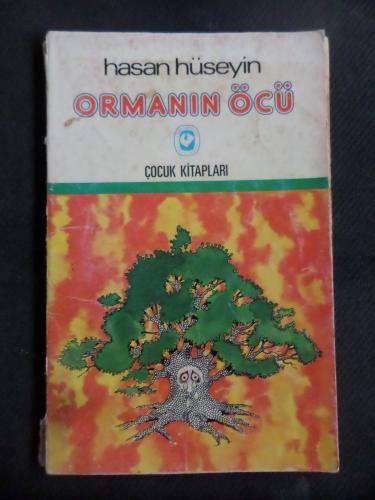 hasan hüseyin
ORMANIN ÖCÜ
ÇOCUK KİTAPLARI